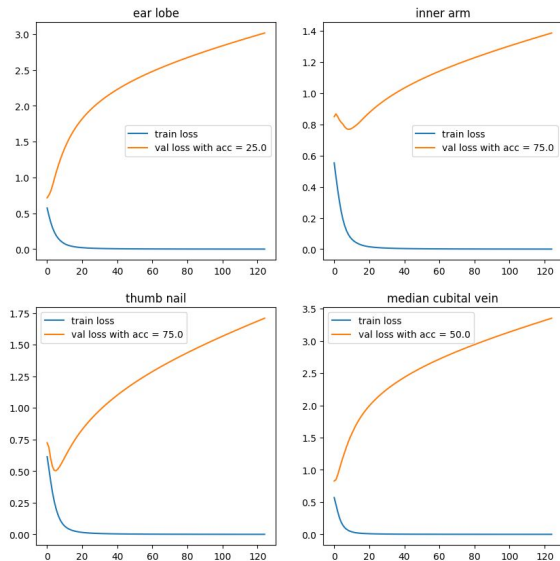 ear lobe
3.0
2.5
2.0
1.5
1.0
0.5
0.0
train loss
val loss with acc = 25.0
0 20 40 60 80 100 120
inner arm
1.4
1.2
1.0
0.8
0.6
0.4
0.2
0.0
train loss
val loss with acc = 75.0
0 20 40 60 80 100 120
thumb nail
1.75
1.50
1.25
1.00
0.75
0.50
0.25
0.00
train loss
val loss with acc = 75.0
0 20 40 60 80 100 120
median cubital vein
3.5
3.0
2.5
2.0
1.5
1.0
0.5
0.0
train loss
val loss with acc = 50.0
0 20 40 60 80 100 120